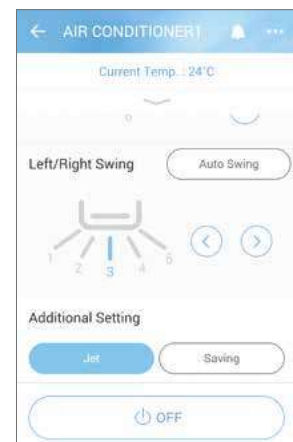 AIR CONDITIONER1
Current Temp. : 24°C
Left/Right Swing
Auto Swing
1 2 3 4 5
Additional Setting
Jet
Saving
OFF